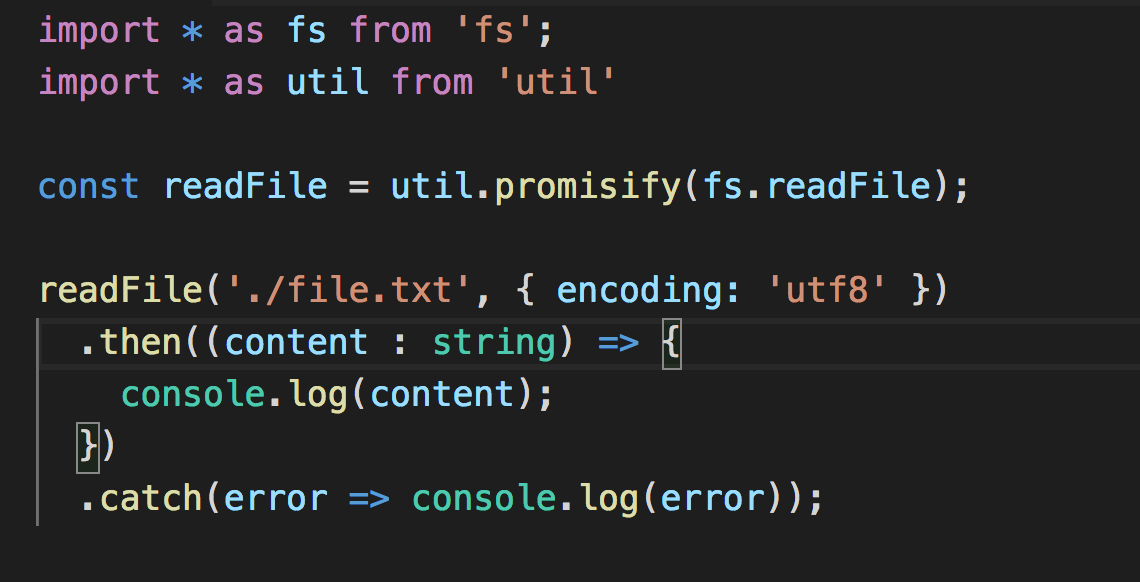 import * as fs from 'fs';
import * as util from 'util'
const readFile = util.promisify(fs.readFile);
readFile('./file.txt', { encoding: 'utf8' })
.then((content : string) => {
console.log(content);
})
.catch(error => console.log(error));